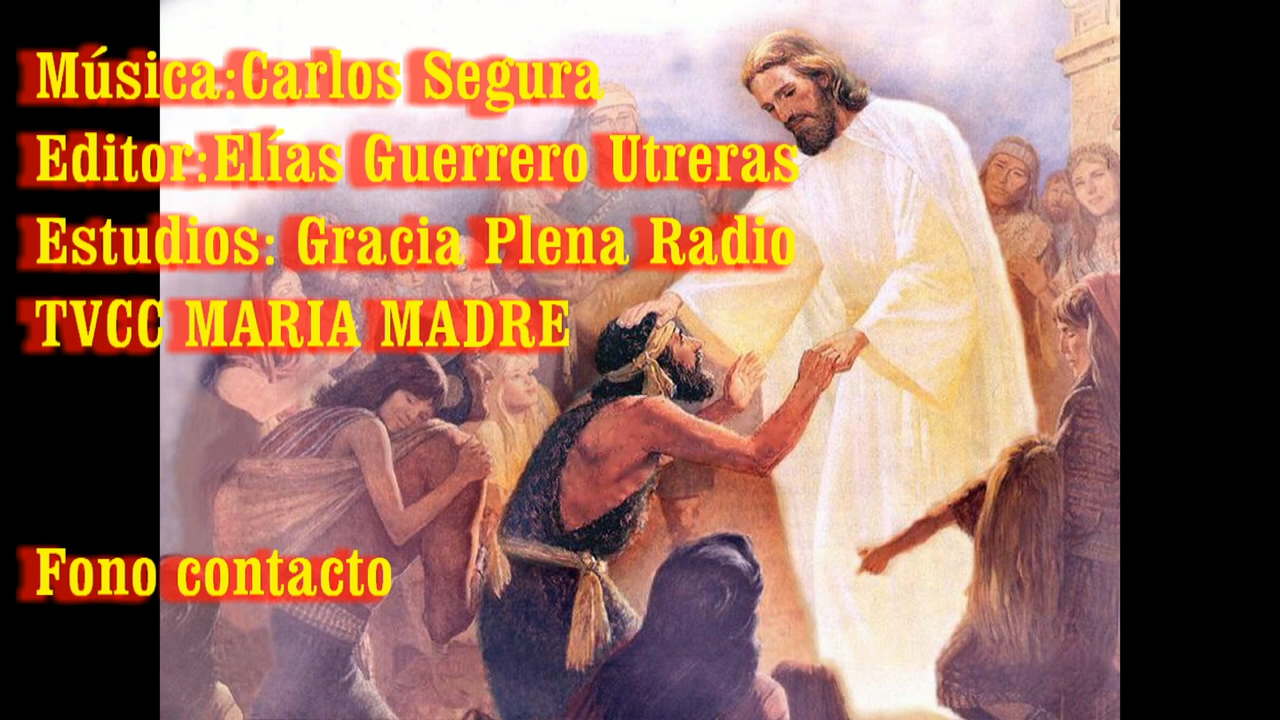 Música:Carlos Segura
Editor:Elías Guerrero Utreras
Estudios: Gracia Plena Radio
TVCC MARIA MADRE
Fono contacto